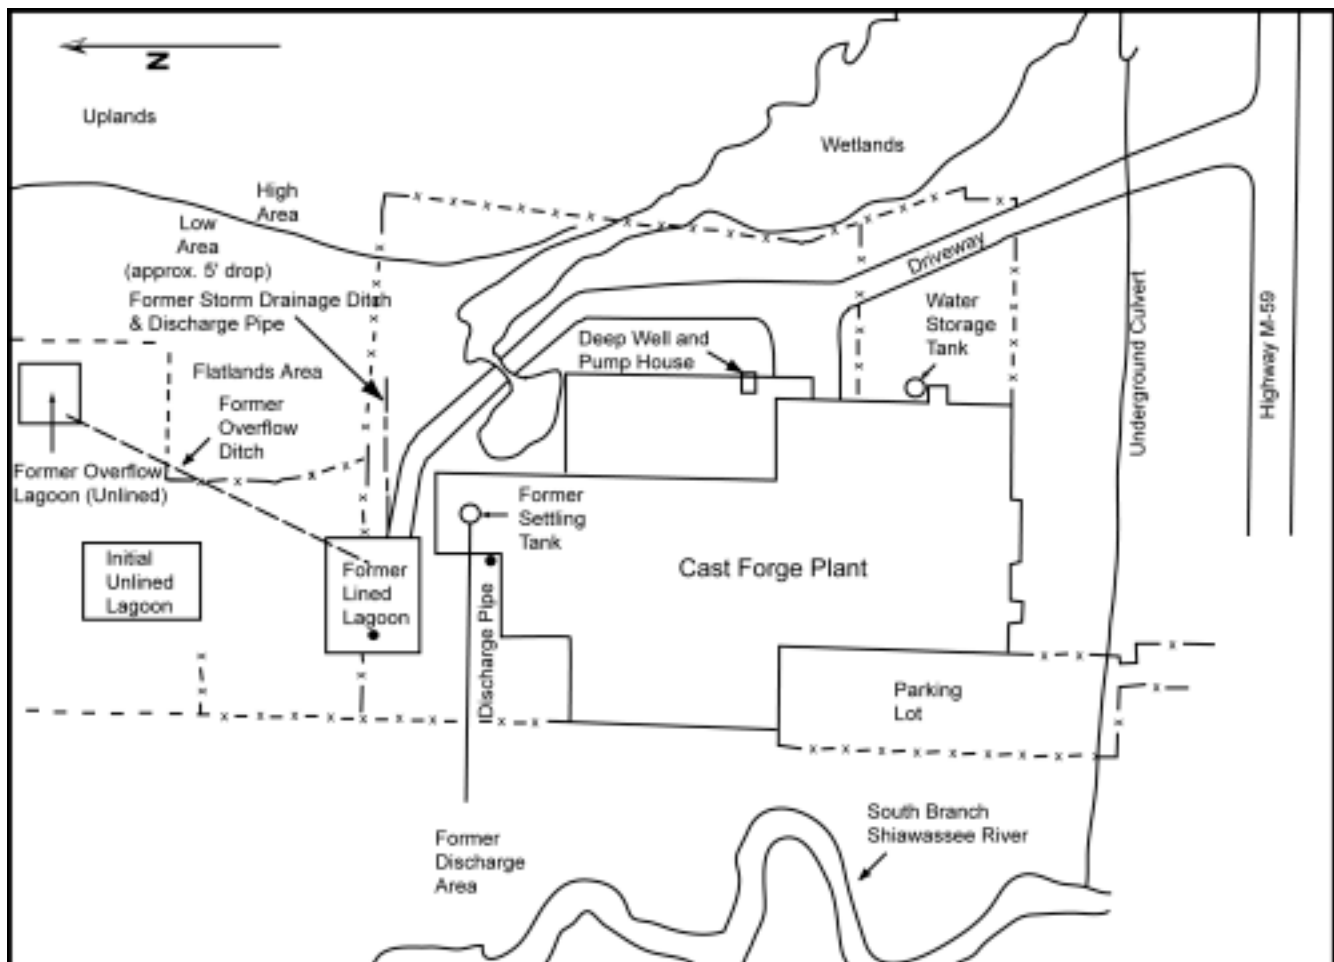 N
Uplands
Wetlands
High
Area
Low
Area
(approx. 5' drop)
Former Storm Drainage Ditch
& Discharge Pipe
Driveway
Water
Storage
Tank
Underground Culvert
Highway M-59
Deep Well and
Pump House
Flatlands Area
Former
Overflow
Ditch
Former Overflow
Lagoon (Unlined)
Former
Settling
Tank
Initial
Unlined
Lagoon
Former
Lined
Lagoon
Cast Forge Plant
Discharge Pipe
Parking
Lot
South Branch
Shiawassee River
Former
Discharge
Area